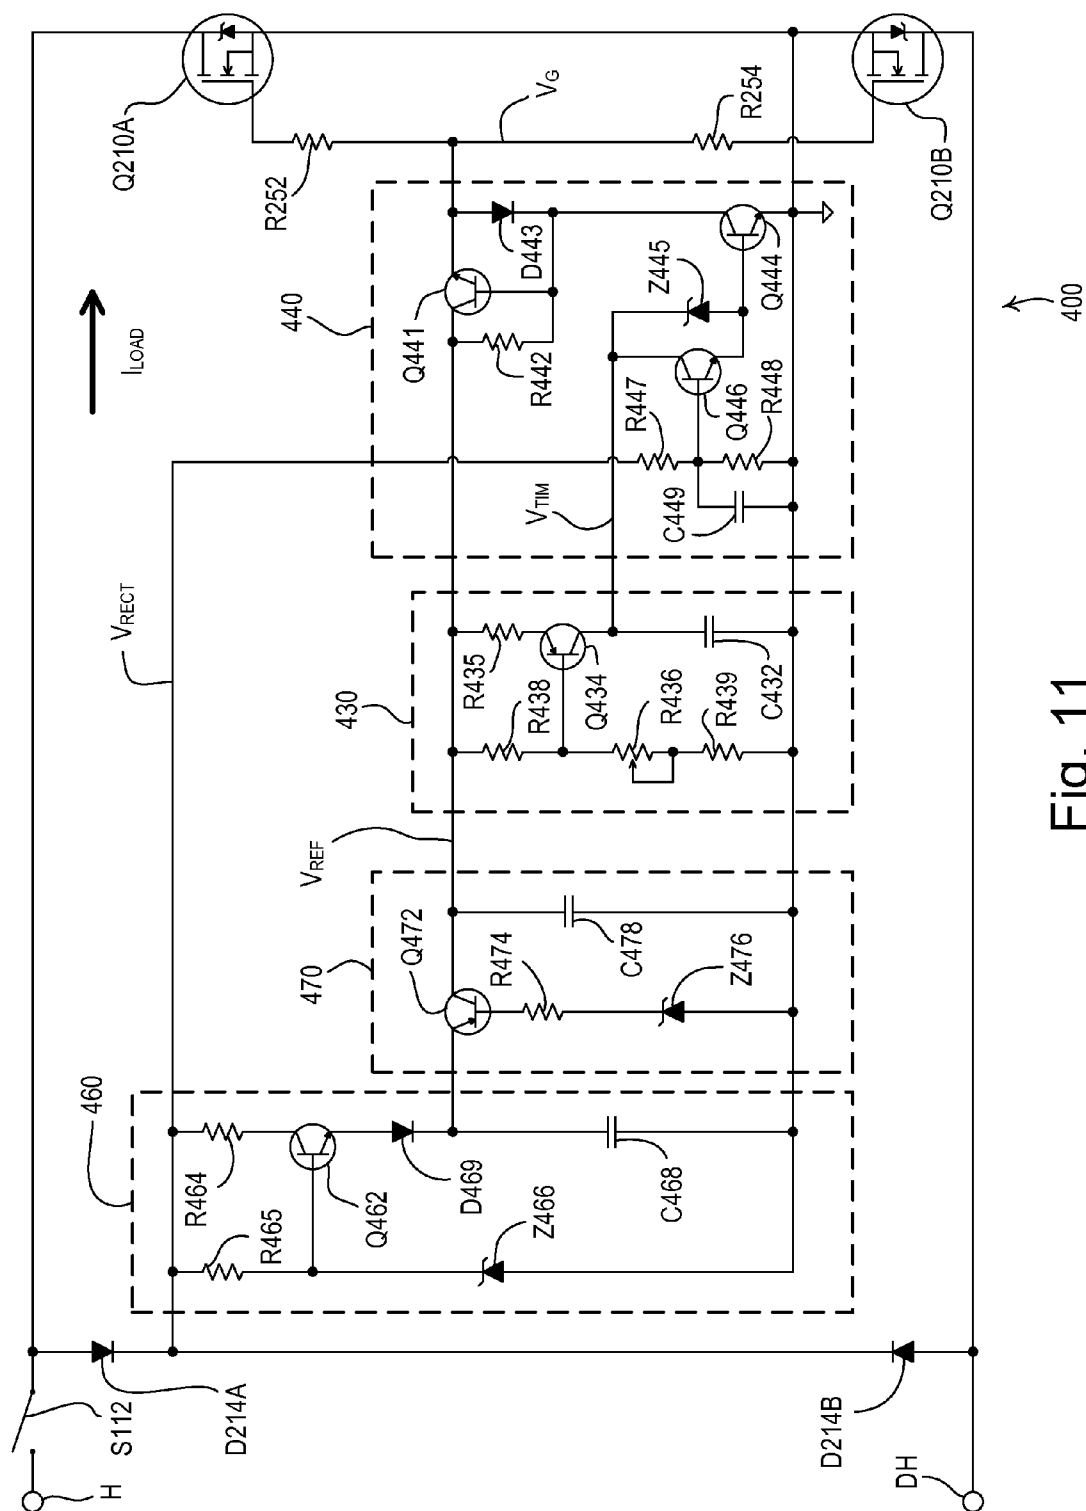 H
S112
D214A
D214B
DH
460
R464
R465
Q462
D469
Z466
C468
470
Q472
R474
C478
Z476
VREF
VRECT
430
R435
R438
Q434
R436
R439
C432
VTIM
440
Q441
R442
D443
Z445
Q444
R447
Q446
R448
C449
ILOAD
Q210A
R252
VG
R254
Q210B
400
Fig. 11